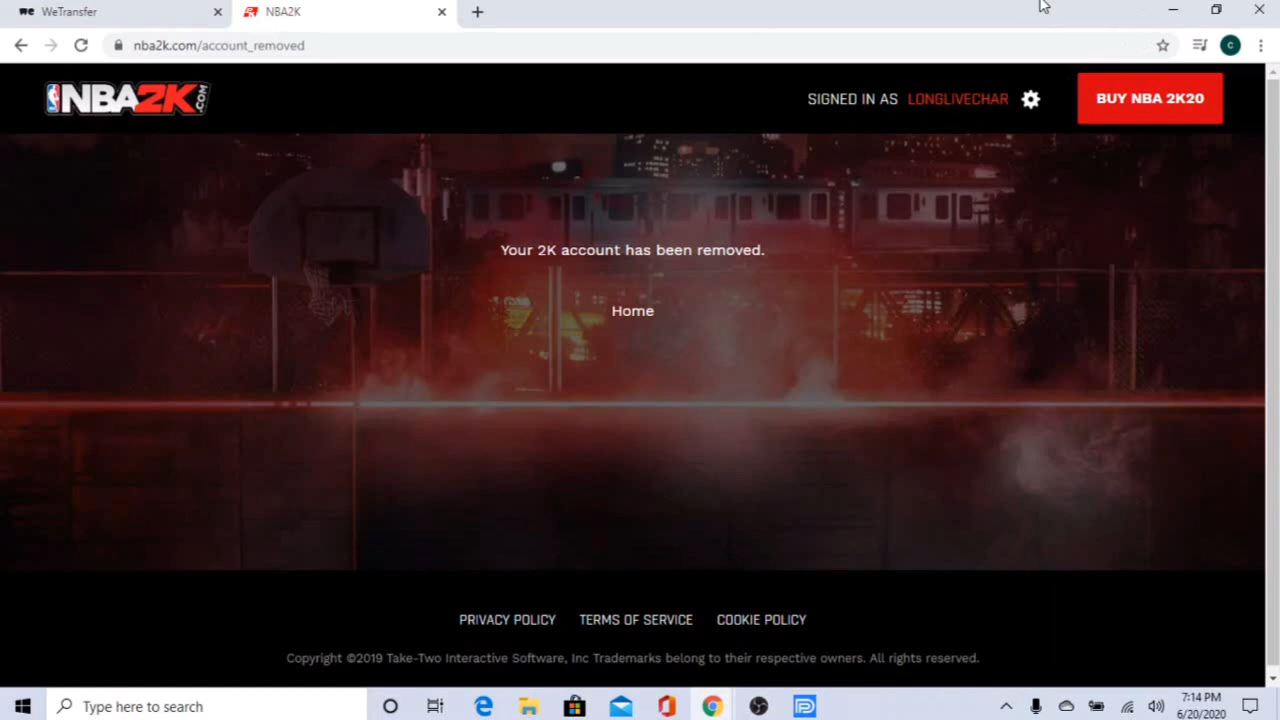 WeTransfer
NBA2K
nba2k.com/account_removed
C
NBA2K.COM
SIGNED IN AS LONGLIVECHAR
BUY NBA 2K20
Your 2K account has been removed.
Home
PRIVACY POLICY TERMS OF SERVICE COOKIE POLICY
Copyright ©2019 Take-Two Interactive Software, Inc Trademarks belong to their respective owners. All rights reserved.
Type here to search
7:14 PM
6/20/2020